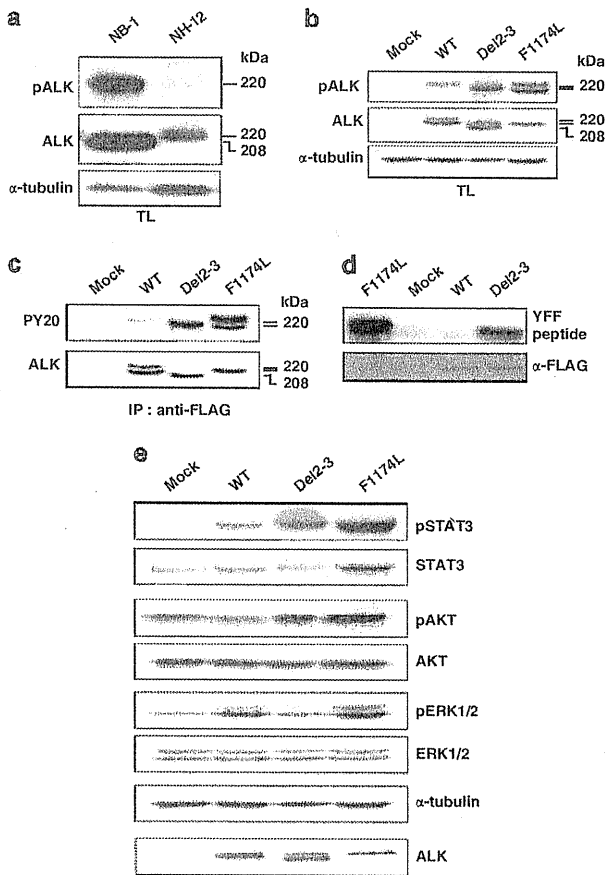 a
NB-1 NH-12
kDa
pALK 220
ALK 220
208
α-tubulin
TL
b
Mock WT Del2-3 F1174L
kDa
pALK 220
ALK 220
208
α-tubulin
TL
c
Mock WT Del2-3 F1174L
kDa
PY20 220
ALK 220
208
IP : anti-FLAG
d
F1174L Mock WT Del2-3
YFF
peptide
α-FLAG
e
Mock WT Del2-3 F1174L
pSTAT3
STAT3
pAKT
AKT
pERK1/2
ERK1/2
α-tubulin
ALK